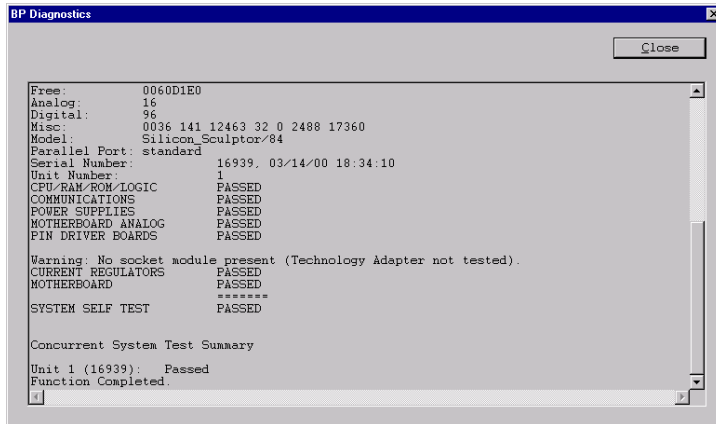 BP Diagnostics
Close
Free: 0060D1E0
Analog: 16
Digital: 96
Misc: 0036 141 12463 32 0 2488 17360
Model: Silicon_Sculptor/84
Parallel Port: standard
Serial Number: 16939, 03/14/00 18:34:10
Unit Number: 1
CPU/RAM/ROM/LOGIC PASSED
COMMUNICATIONS PASSED
POWER SUPPLIES PASSED
MOTHERBOARD ANALOG PASSED
PIN DRIVER BOARDS PASSED
Warning: No socket module present (Technology Adapter not tested).
CURRENT REGULATORS PASSED
MOTHERBOARD PASSED
=======
SYSTEM SELF TEST PASSED
Concurrent System Test Summary
Unit 1 (16939): Passed
Function Completed.